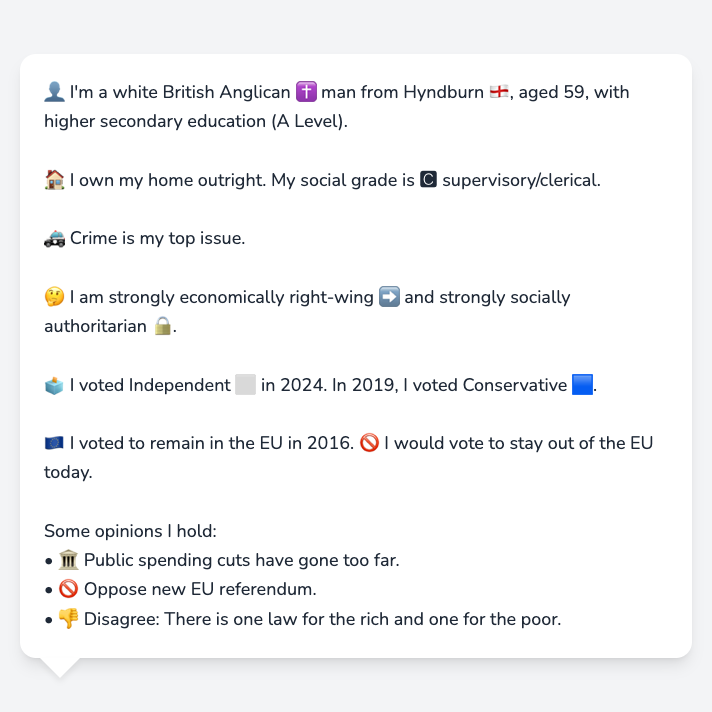 👤 I'm a white British Anglican ✝️ man from Hyndburn 🏴󠁧󠁢󠁥󠁮󠁧󠁿, aged 59, with
higher secondary education (A Level).
🏠 I own my home outright. My social grade is 🅲 supervisory/clerical.
🚓 Crime is my top issue.
🤔 I am strongly economically right-wing ➡️ and strongly socially
authoritarian 🔒.
🗳️ I voted Independent ⬜ in 2024. In 2019, I voted Conservative 🟦.
🇪🇺 I voted to remain in the EU in 2016. 🚫 I would vote to stay out of the EU
today.
Some opinions I hold:
• 🏛️ Public spending cuts have gone too far.
• 🚫 Oppose new EU referendum.
• 👎 Disagree: There is one law for the rich and one for the poor.